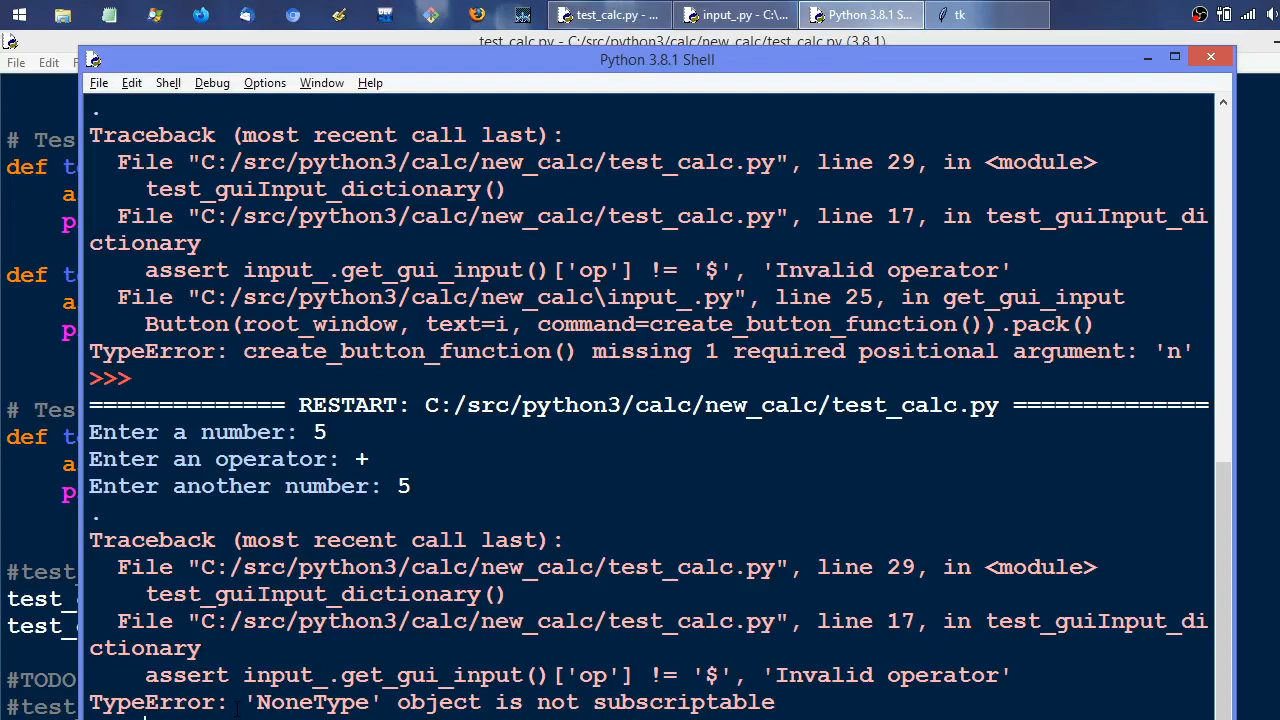 test_calc.py - ...
input_.py - C:\...
Python 3.8.1 S...
tk
test_calc.py - C:/src/python3/calc/new_calc/test_calc.py (3.8.1)
File Edit
Python 3.8.1 Shell
File Edit Shell Debug Options Window Help
.
# Tes
Traceback (most recent call last):
def te
File "C:/src/python3/calc/new_calc/test_calc.py", line 29, in <module>
a
test_guiInput_dictionary()
p
File "C:/src/python3/calc/new_calc/test_calc.py", line 17, in test_guiInput_di
ctionary
def te
assert input_.get_gui_input()['op'] != '$', 'Invalid operator'
a
File "C:/src/python3/calc/new_calc\input_.py", line 25, in get_gui_input
p
Button(root_window, text=i, command=create_button_function()).pack()
TypeError: create_button_function() missing 1 required positional argument: 'n'
>>>
# Tes
============== RESTART: C:/src/python3/calc/new_calc/test_calc.py ==============
def te
Enter a number: 5
a
Enter an operator: +
p
Enter another number: 5
.
Traceback (most recent call last):
#test
File "C:/src/python3/calc/new_calc/test_calc.py", line 29, in <module>
test_
test_guiInput_dictionary()
test_
File "C:/src/python3/calc/new_calc/test_calc.py", line 17, in test_guiInput_di
ctionary
#TODO
assert input_.get_gui_input()['op'] != '$', 'Invalid operator'
#test
TypeError: 'NoneType' object is not subscriptable